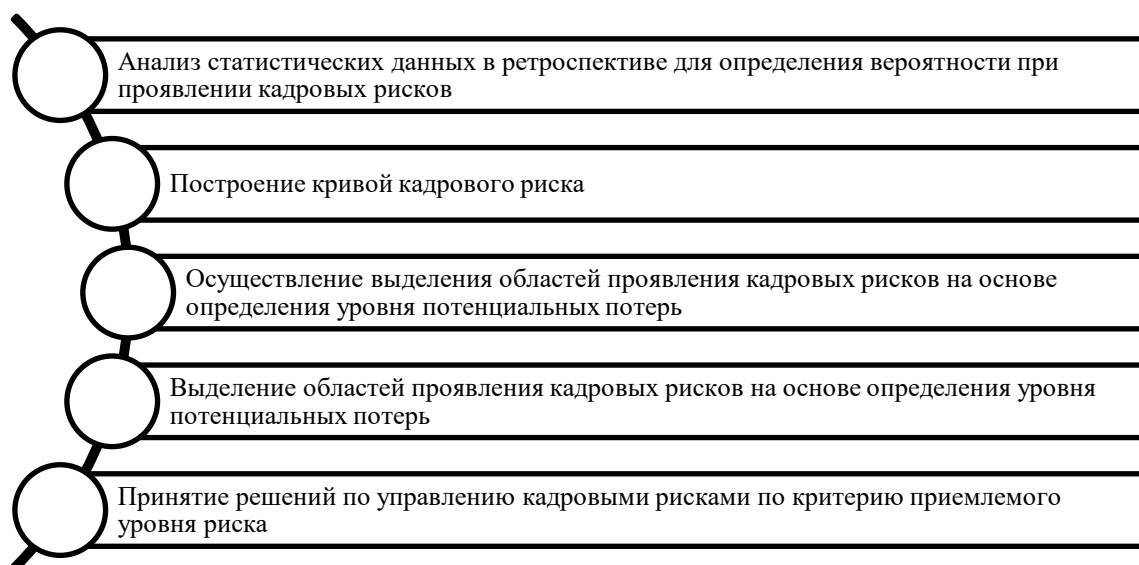 Анализ статистических данных в ретроспективе для определения вероятности при
проявлении кадровых рисков
Построение кривой кадрового риска
Осуществление выделения областей проявления кадровых рисков на основе
определения уровня потенциальных потерь
Выделение областей проявления кадровых рисков на основе определения уровня
потенциальных потерь
Принятие решений по управлению кадровыми рисками по критерию приемлемого
уровня риска